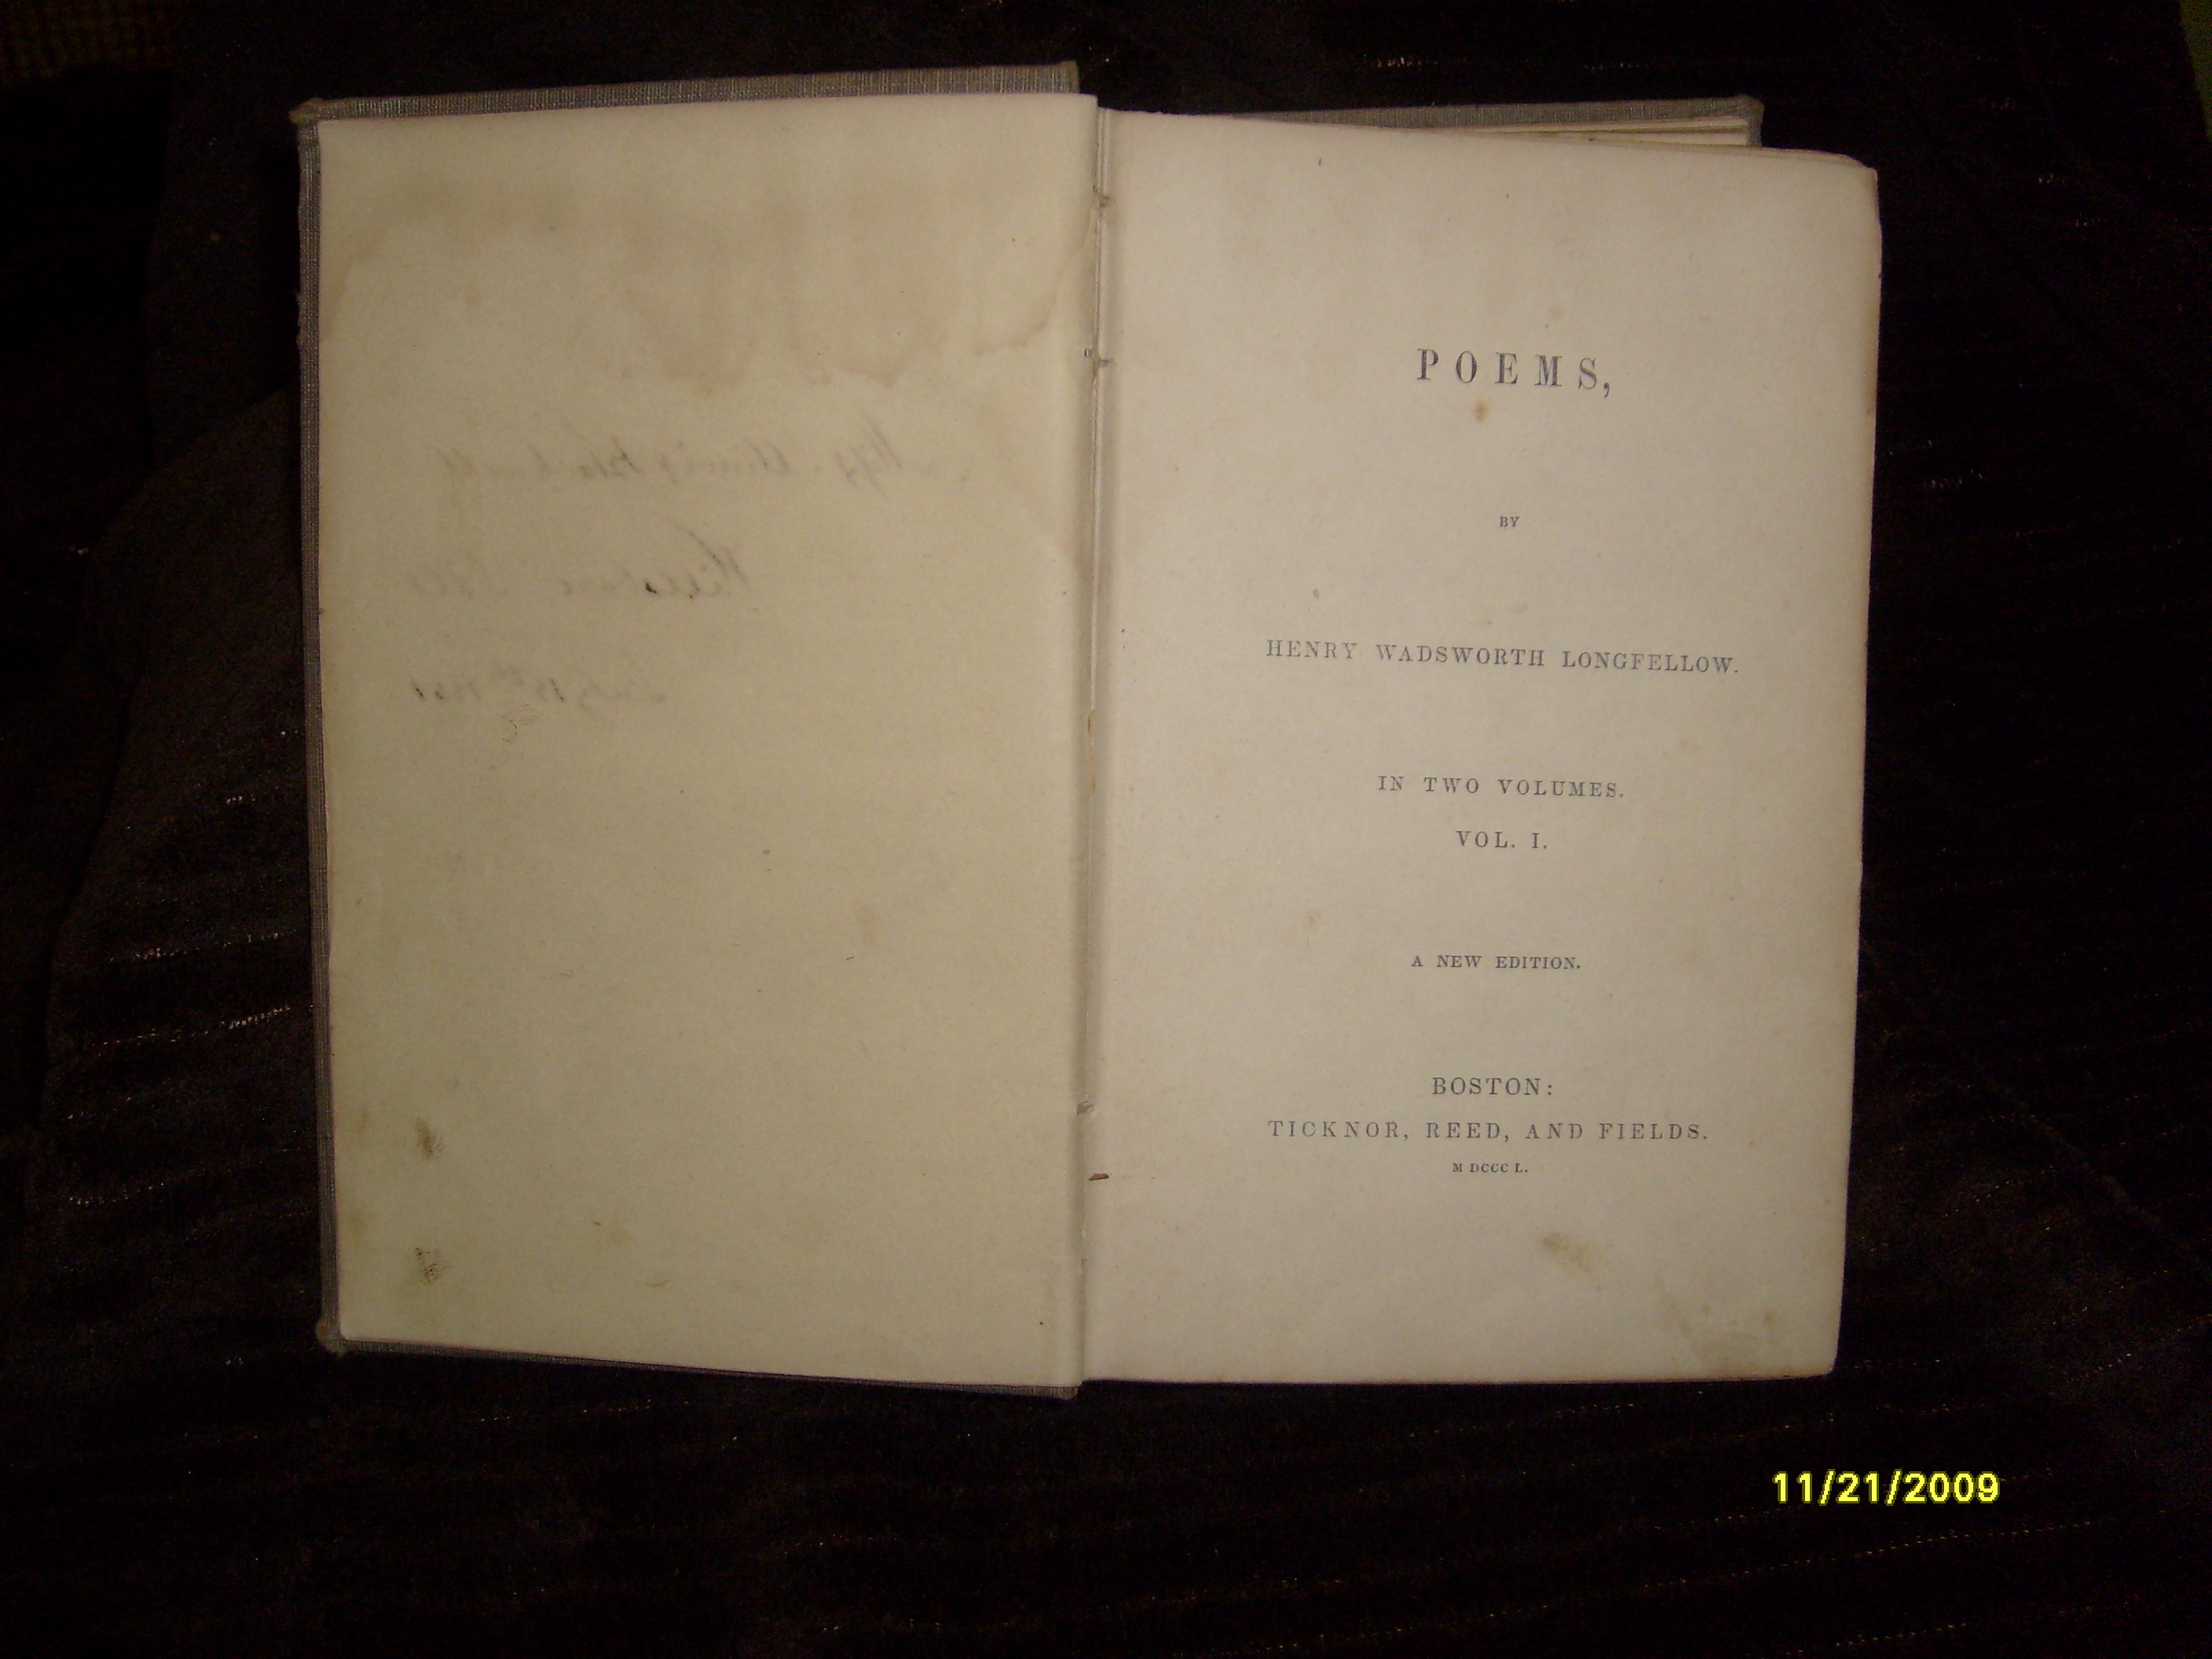 POEMS,
BY
HENRY WADSWORTH LONGFELLOW.
IN TWO VOLUMES.
VOL. I.
A NEW EDITION.
BOSTON:
TICKNOR, REED, AND FIELDS.
M DCCC L.
11/21/2009